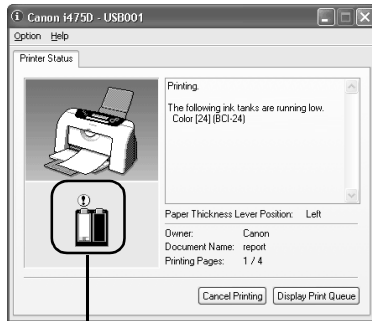 Canon i475D - USB001
Option Help
Printer Status
Printing.
The following ink tanks are running low.
Color [24] (BCI-24)
Paper Thickness Lever Position: Left
Owner: Canon
Document Name: report
Printing Pages: 1 / 4
Cancel Printing Display Print Queue